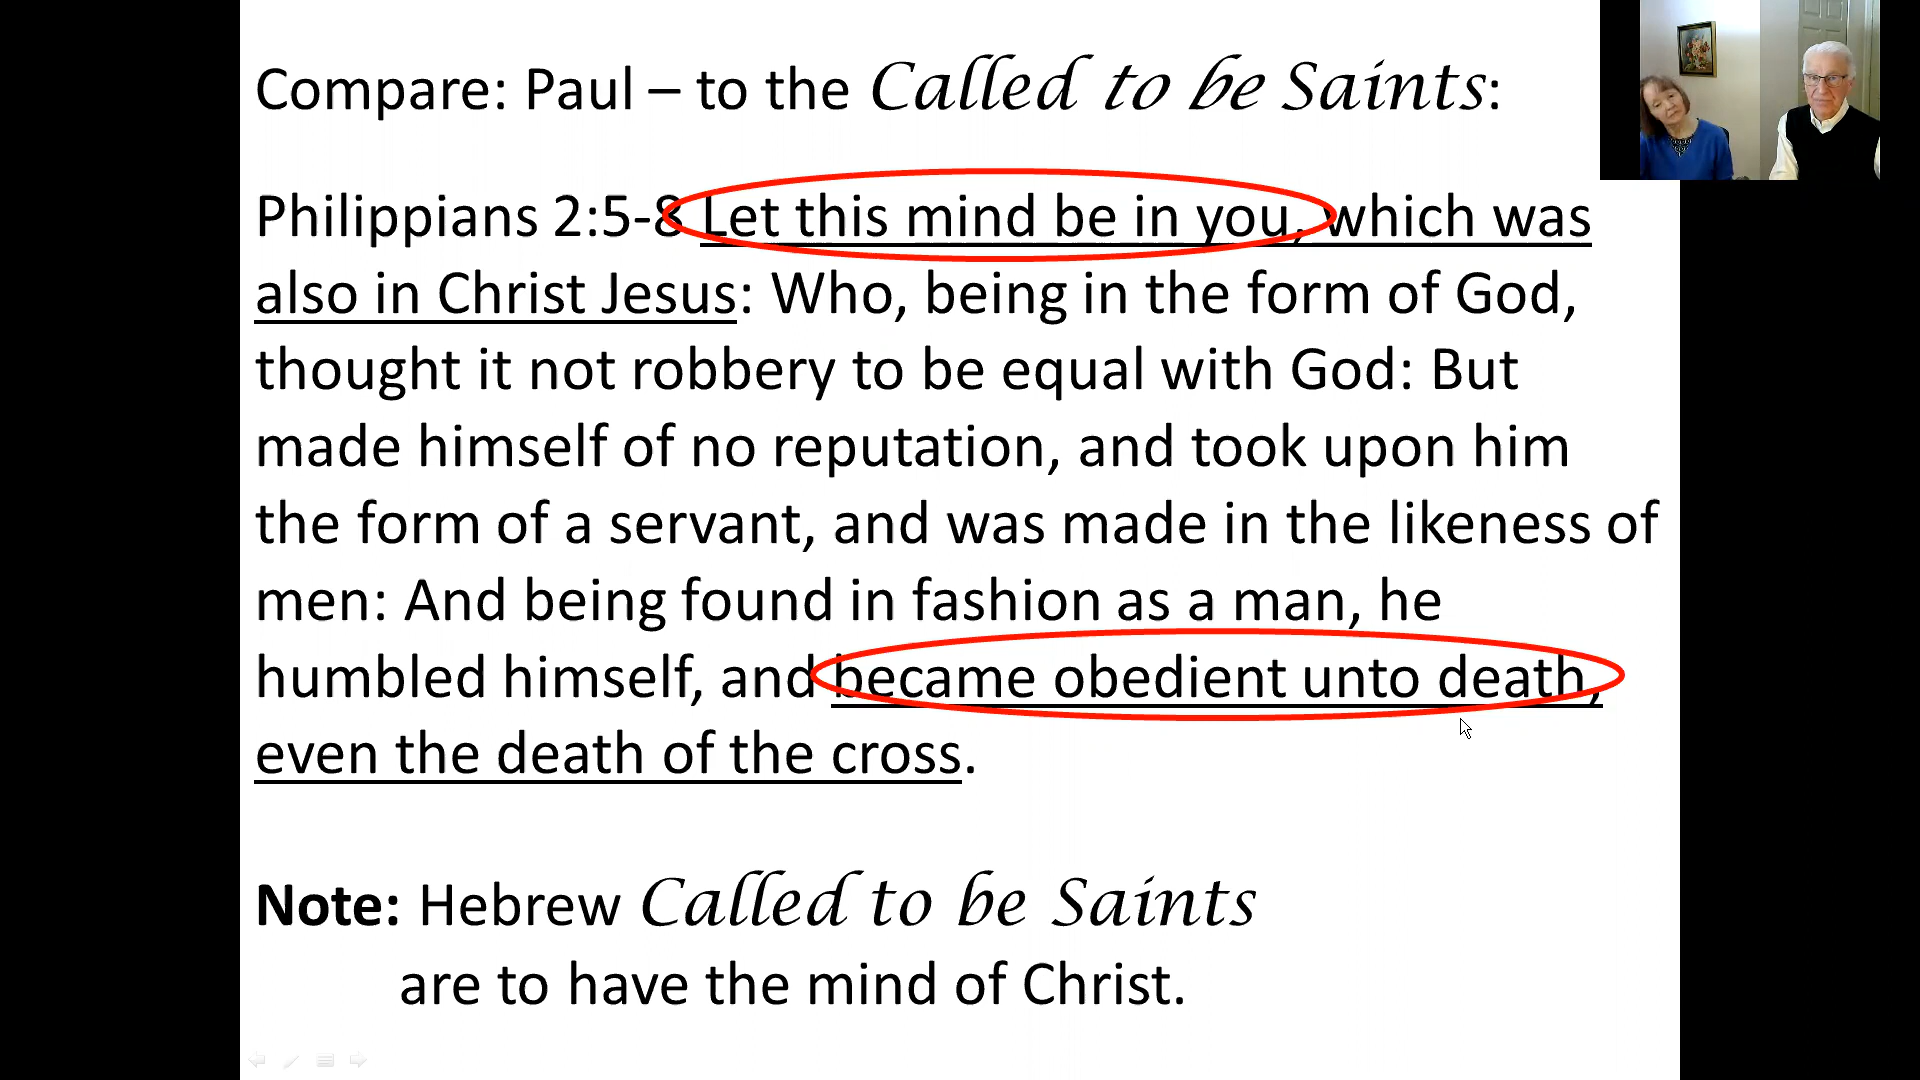 Compare: Paul – to the Called to be Saints:
Philippians 2:5-8 Let this mind be in you, which was
also in Christ Jesus: Who, being in the form of God,
thought it not robbery to be equal with God: But
made himself of no reputation, and took upon him
the form of a servant, and was made in the likeness of
men: And being found in fashion as a man, he
humbled himself, and became obedient unto death,
even the death of the cross.
Note: Hebrew Called to be Saints
are to have the mind of Christ.